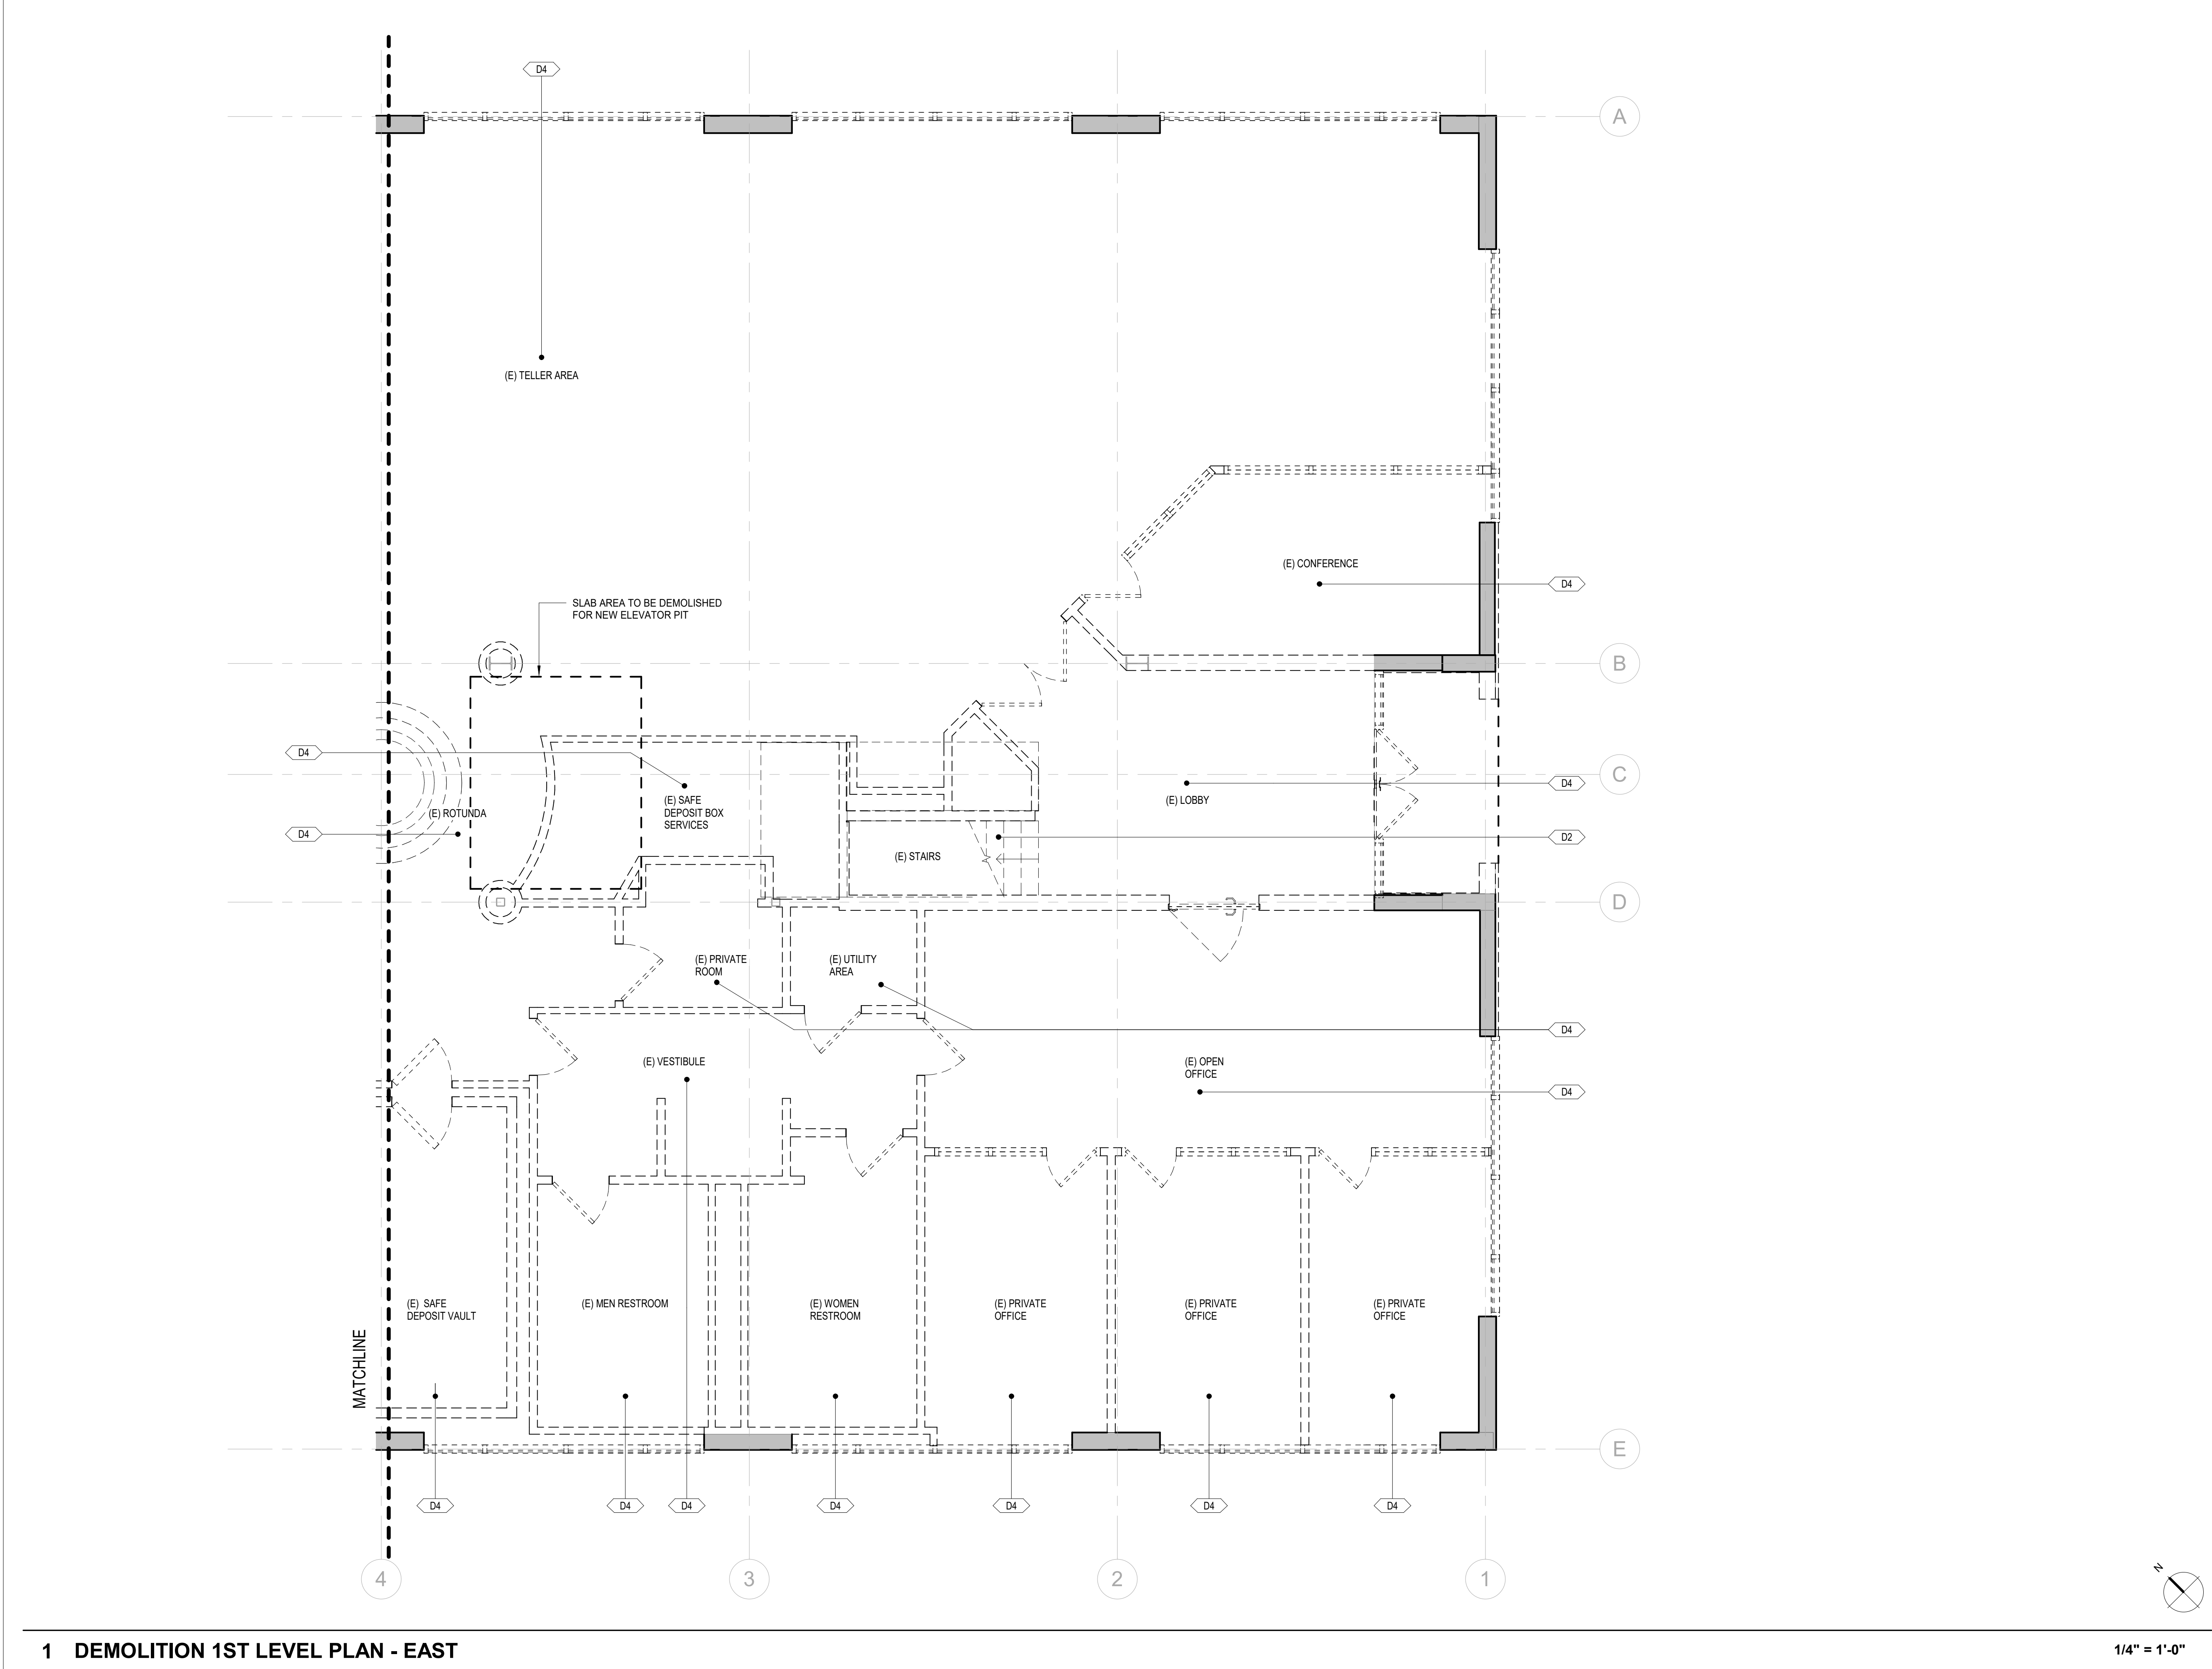 D4
A
(E) TELLER AREA
(E) CONFERENCE
D4
SLAB AREA TO BE DEMOLISHED
FOR NEW ELEVATOR PIT
B
D4
(E) SAFE
DEPOSIT BOX
SERVICES
(E) LOBBY
D4
C
(E) ROTUNDA
D4
D2
(E) STAIRS
D
(E) PRIVATE
ROOM
(E) UTILITY
AREA
D4
(E) VESTIBULE
(E) OPEN
OFFICE
D4
MATCHLINE
(E) SAFE
DEPOSIT VAULT
(E) MEN RESTROOM
(E) WOMEN
RESTROOM
(E) PRIVATE
OFFICE
(E) PRIVATE
OFFICE
(E) PRIVATE
OFFICE
E
D4
D4
D4
D4
D4
D4
D4
4
3
2
1
N
1 DEMOLITION 1ST LEVEL PLAN - EAST
1/4" = 1'-0"